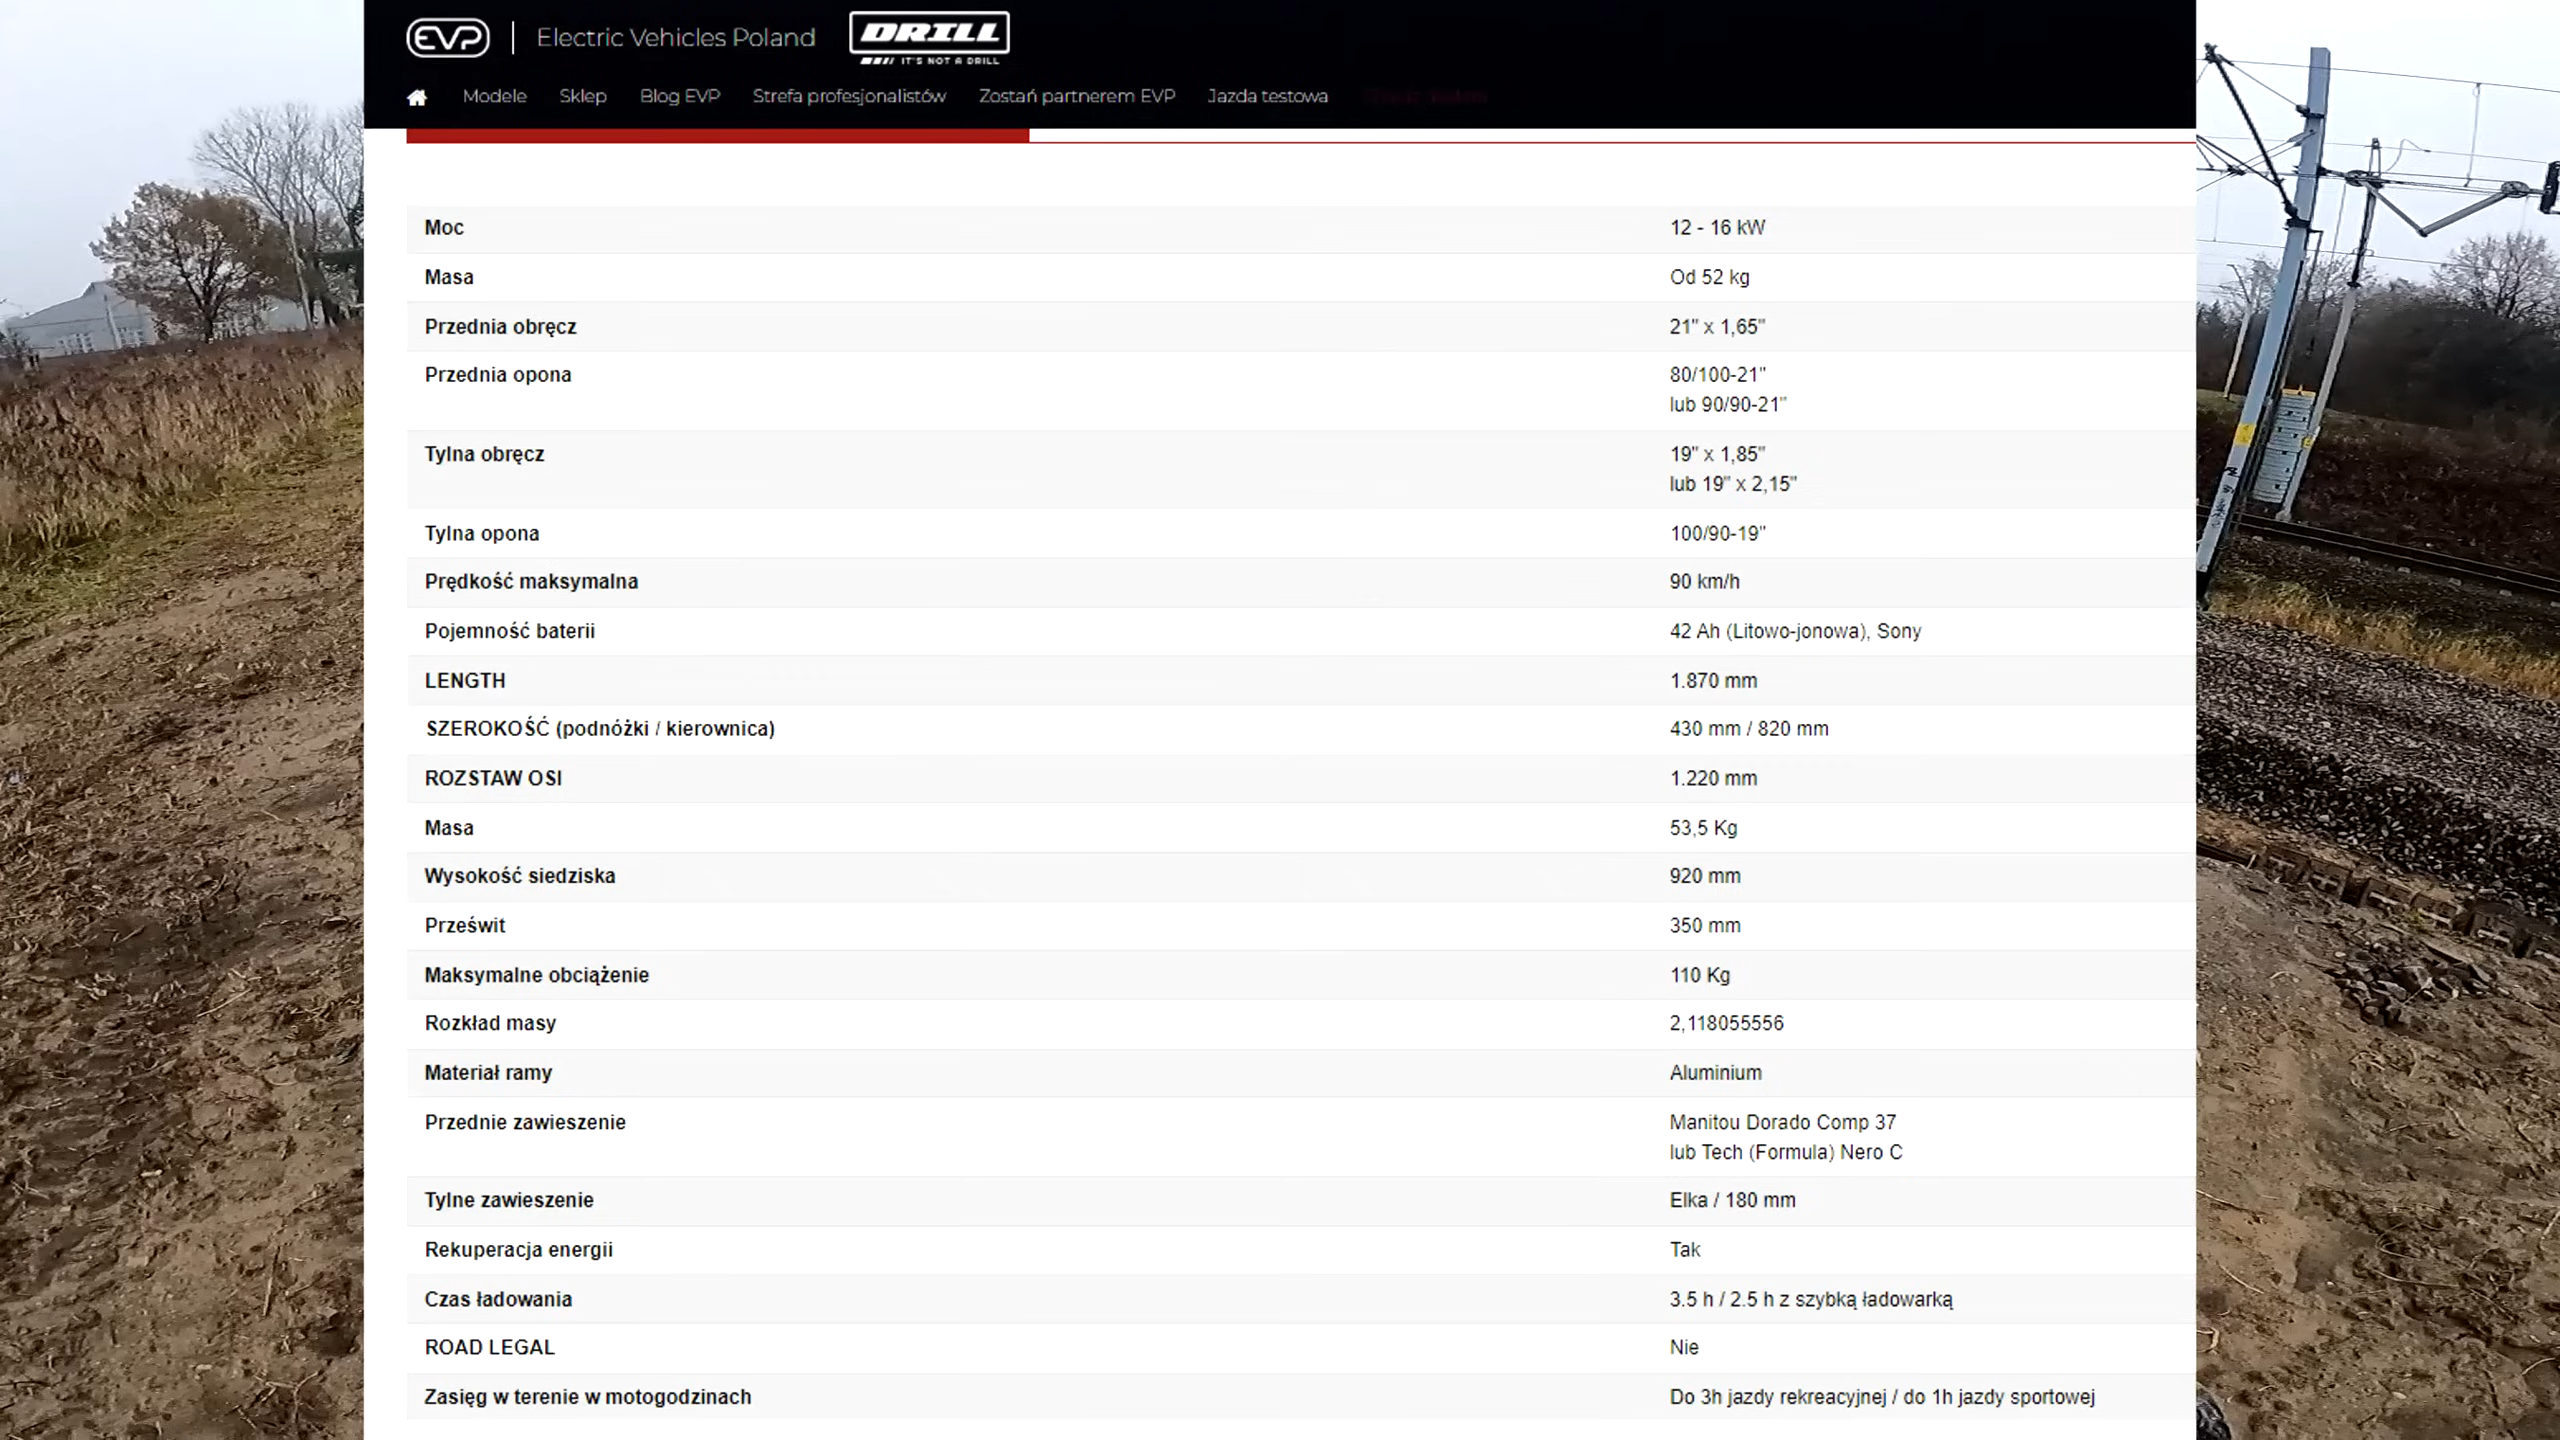 EVP | Electric Vehicles Poland DRILL
IT'S NOT A DRILL
Modele Sklep Blog EVP Strefa profesjonalistów Zostań partnerem EVP Jazda testowa
Moc 12 - 16 kW
Masa Od 52 kg
Przednia obręcz 21" x 1,65"
Przednia opona 80/100-21"
lub 90/90-21"
Tylna obręcz 19" x 1,85"
lub 19" x 2,15"
Tylna opona 100/90-19"
Prędkość maksymalna 90 km/h
Pojemność baterii 42 Ah (Litowo-jonowa), Sony
LENGTH 1.870 mm
SZEROKOŚĆ (podnóżki / kierownica) 430 mm / 820 mm
ROZSTAW OSI 1.220 mm
Masa 53,5 Kg
Wysokość siedziska 920 mm
Prześwit 350 mm
Maksymalne obciążenie 110 Kg
Rozkład masy 2,118055556
Materiał ramy Aluminium
Przednie zawieszenie Manitou Dorado Comp 37
lub Tech (Formula) Nero C
Tylne zawieszenie Elka / 180 mm
Rekuperacja energii Tak
Czas ładowania 3.5 h / 2.5 h z szybką ładowarką
ROAD LEGAL Nie
Zasięg w terenie w motogodzinach Do 3h jazdy rekreacyjnej / do 1h jazdy sportowej